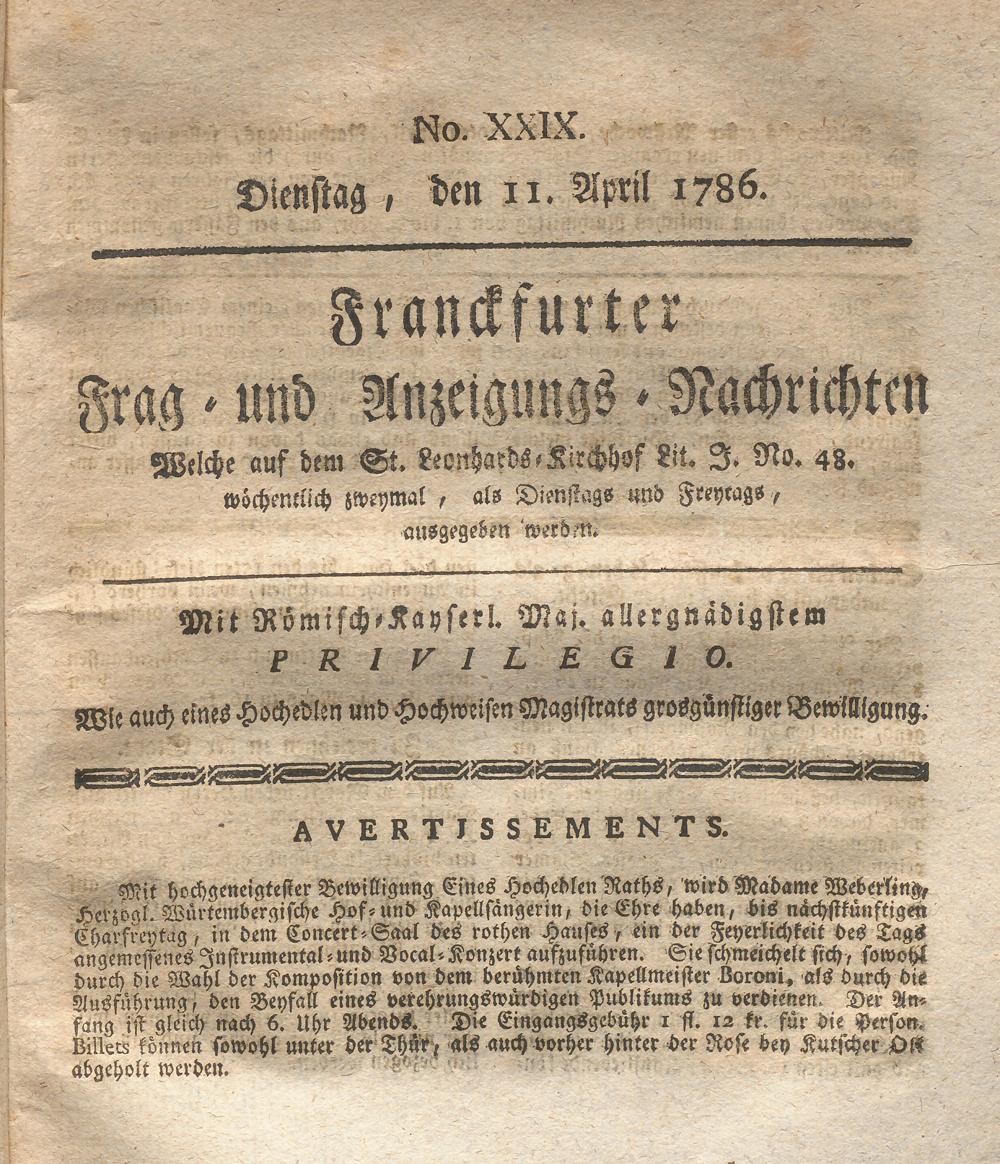 No. XXIX.
Dienstag, den 11. April 1786.
Franckfurter
Frag- und Anzeigungs-Nachrichten
Welche auf dem St. Leonhards-Kirchhof Lit. J. No. 48.
wöchentlich zweymal, als Dienstags und Freytags,
ausgegeben werden.
Mit Römisch-Kayserl. Maj. allergnädigstem
PRIVILEGIO.
Wie auch eines Hochedlen und Hochweisen Magistrats grosgünstiger Bewilligung.
AVERTISSEMENTS.
Mit hochgeneigtester Bewilligung Eines Hochedlen Raths, wird Madame Weberling,
Herzogl. Würtembergische Hof- und Kapellsängerin, die Ehre haben, bis nächstkünftigen
Charfreytag, in dem Concert-Saal des rothen Hauses, ein der Feyerlichkeit des Tags
angemessenes Instrumental- und Vocal-Konzert aufzuführen. Sie schmeichelt sich, sowohl
durch die Wahl der Komposition von dem berühmten Kapellmeister Boroni, als durch die
Ausführung, den Beyfall eines verehrungswürdigen Publikums zu verdienen. Der An-
fang ist gleich nach 6. Uhr Abends. Die Eingangsgebühr 1 fl. 12 kr. für die Person.
Billets können sowohl unter der Thür, als auch vorher hinter der Rose bey Kutscher Ott
abgeholt werden.